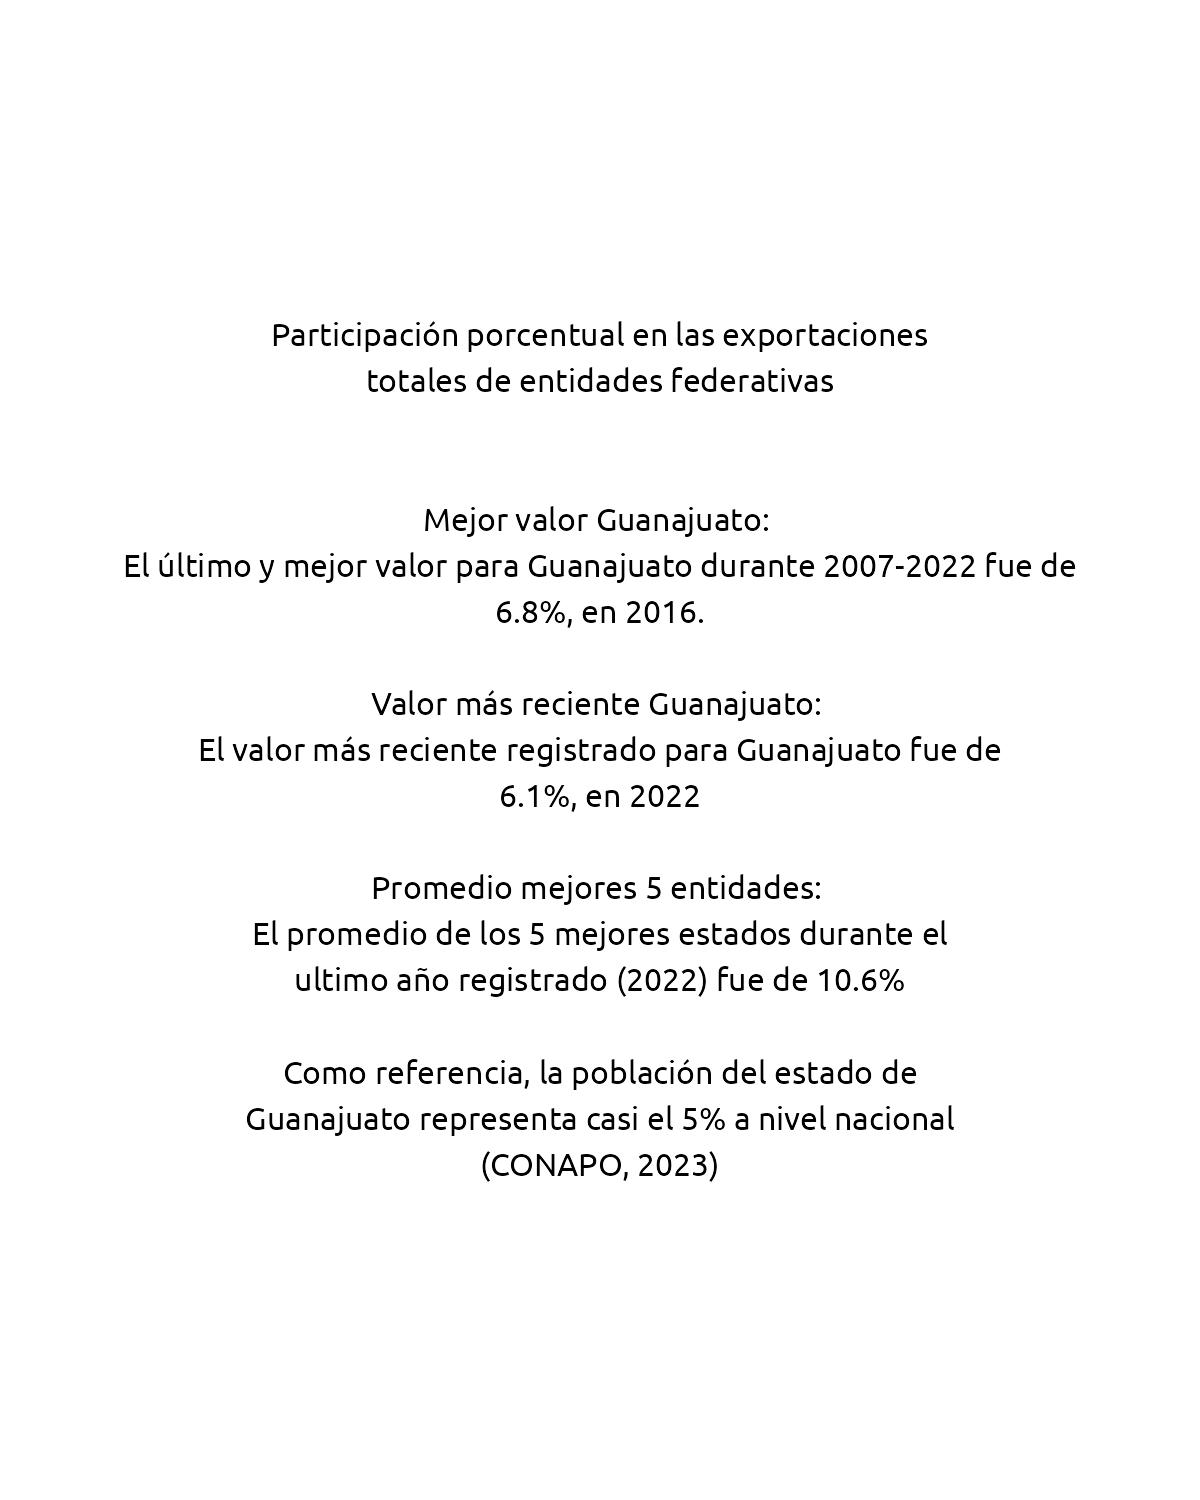 Participación porcentual en las exportaciones
totales de entidades federativas
Mejor valor Guanajuato:
El último y mejor valor para Guanajuato durante 2007-2022 fue de
6.8%, en 2016.
Valor más reciente Guanajuato:
El valor más reciente registrado para Guanajuato fue de
6.1%, en 2022
Promedio mejores 5 entidades:
El promedio de los 5 mejores estados durante el
ultimo año registrado (2022) fue de 10.6%
Como referencia, la población del estado de
Guanajuato representa casi el 5% a nivel nacional
(CONAPO, 2023)